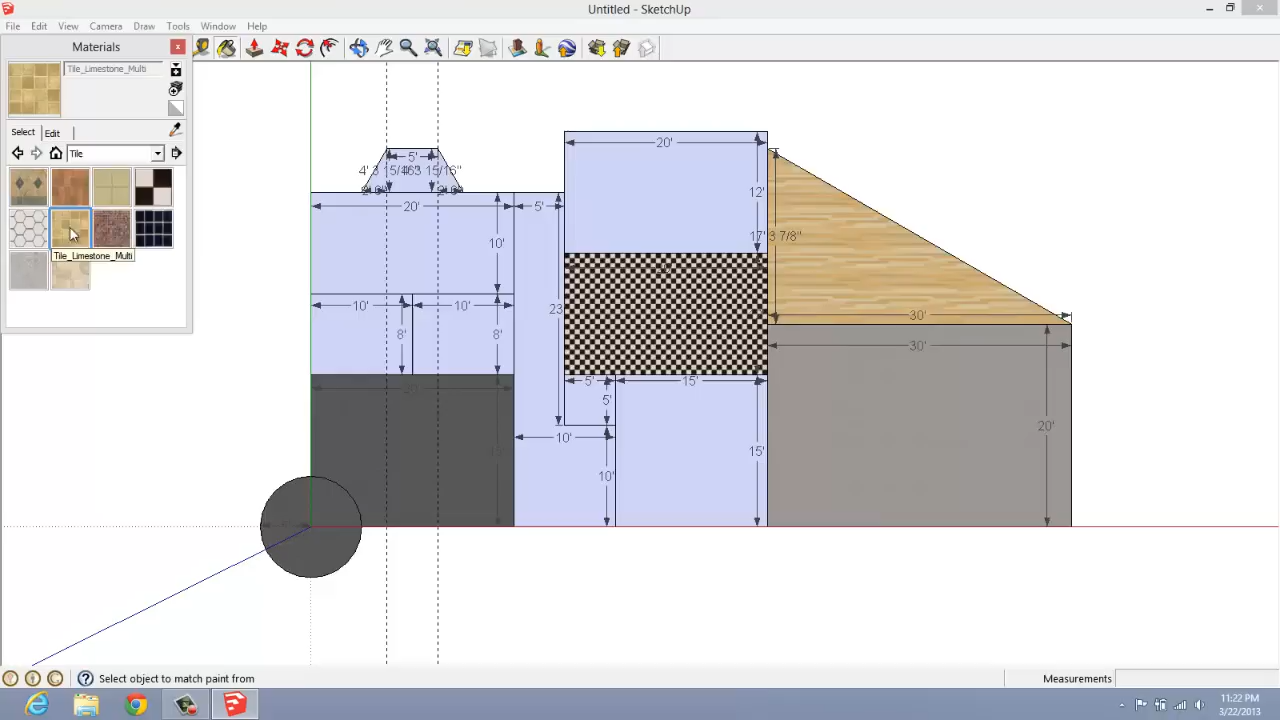 Untitled - SketchUp
File Edit View Camera Draw Tools Window Help
Materials
Tile_Limestone_Multi
Select Edit
Tile
Tile_Limestone_Multi
5'
20' 5'
10'
10' 10'
8' 8'
23
20'
12'
17' 3 7/8"
30'
30'
20'
5' 15'
5'
10'
10'
15'
Select object to match paint from
Measurements
11:22 PM
3/22/2013